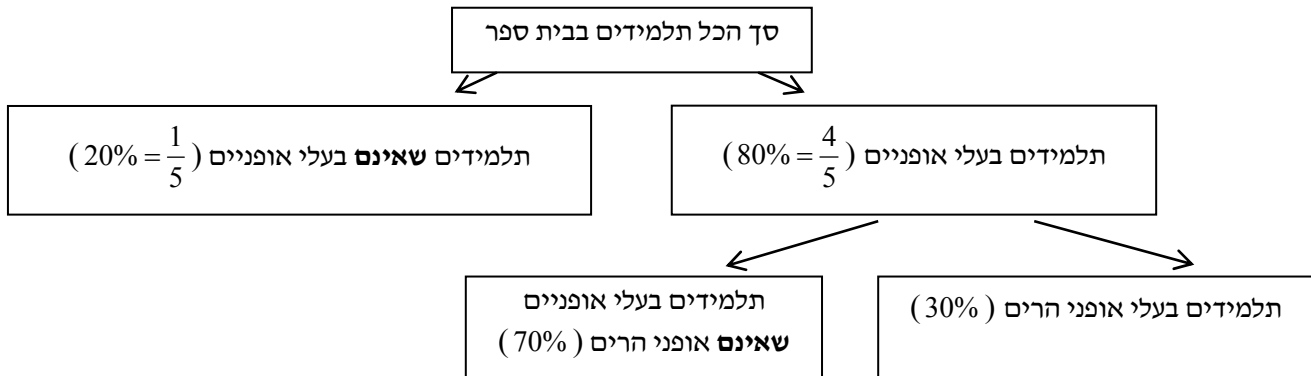 סך הכל תלמידים בבית ספר
תלמידים בעלי אופניים (80% = 4/5)
תלמידים שאינם בעלי אופניים (20% = 1/5)
תלמידים בעלי אופני הרים (30%)
תלמידים בעלי אופניים
שאינם אופני הרים (70%)